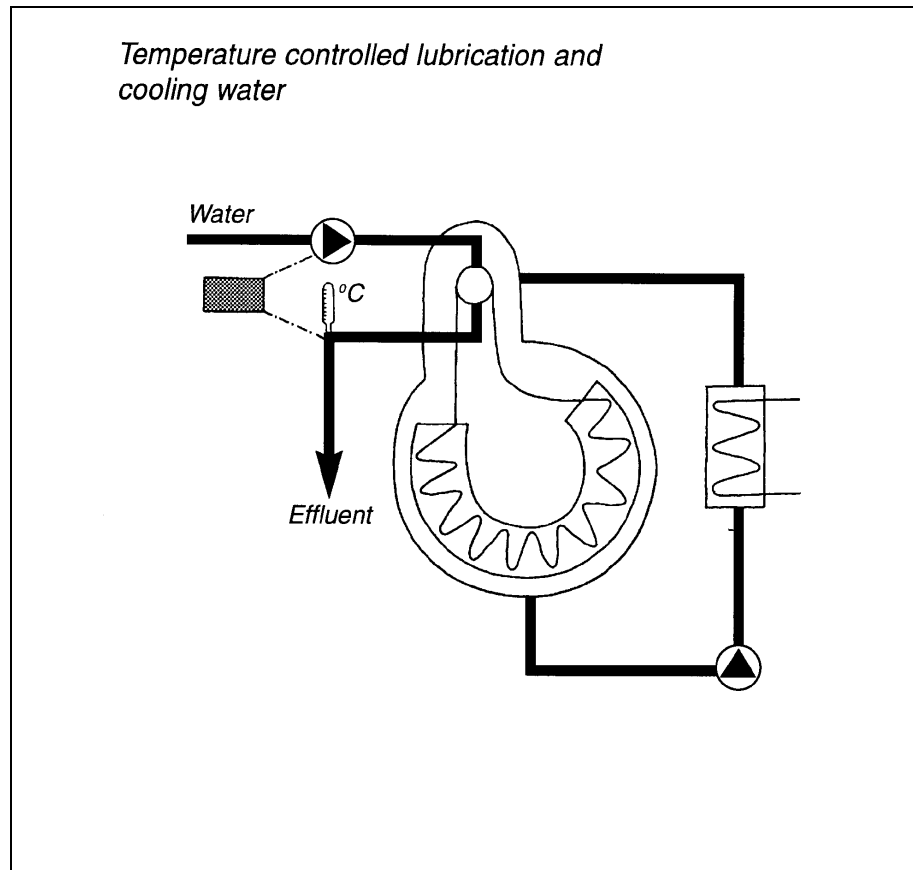 Temperature controlled lubrication and
cooling water
Water
°C
Effluent